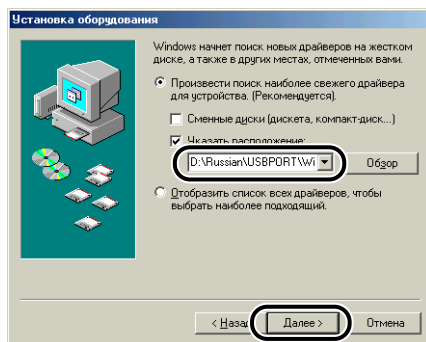 Установка оборудования
Windows начнет поиск новых драйверов на жестком
диске, а также в других местах, отмеченных вами.
Произвести поиск наиболее свежего драйвера
для устройства. (Рекомендуется).
Сменные диски (дискета, компакт-диск...)
Указать расположение:
D:\Russian\USBPORT\Wi
Обзор
Отобразить список всех драйверов, чтобы
выбрать наиболее подходящий.
< Назад
Далее >
Отмена